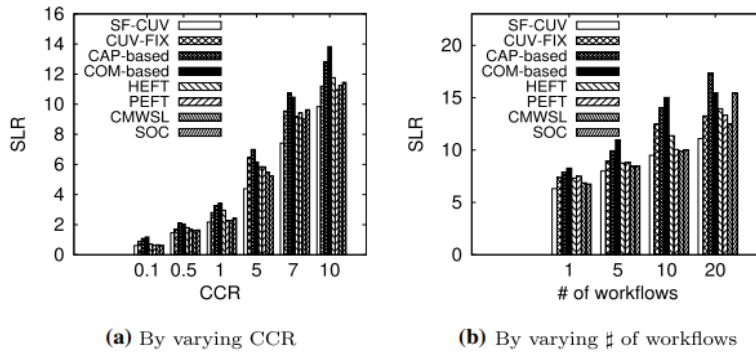 16
14
12
10
8
6
4
2
0
SLR
SF-CUV
CUV-FIX
CAP-based
COM-based
HEFT
PEFT
CMWSL
SOC
0.1 0.5 1 5 7 10
CCR
(a) By varying CCR
20
15
10
5
0
SLR
SF-CUV
CUV-FIX
CAP-based
COM-based
HEFT
PEFT
CMWSL
SOC
1 5 10 20
# of workflows
(b) By varying ♯ of workflows